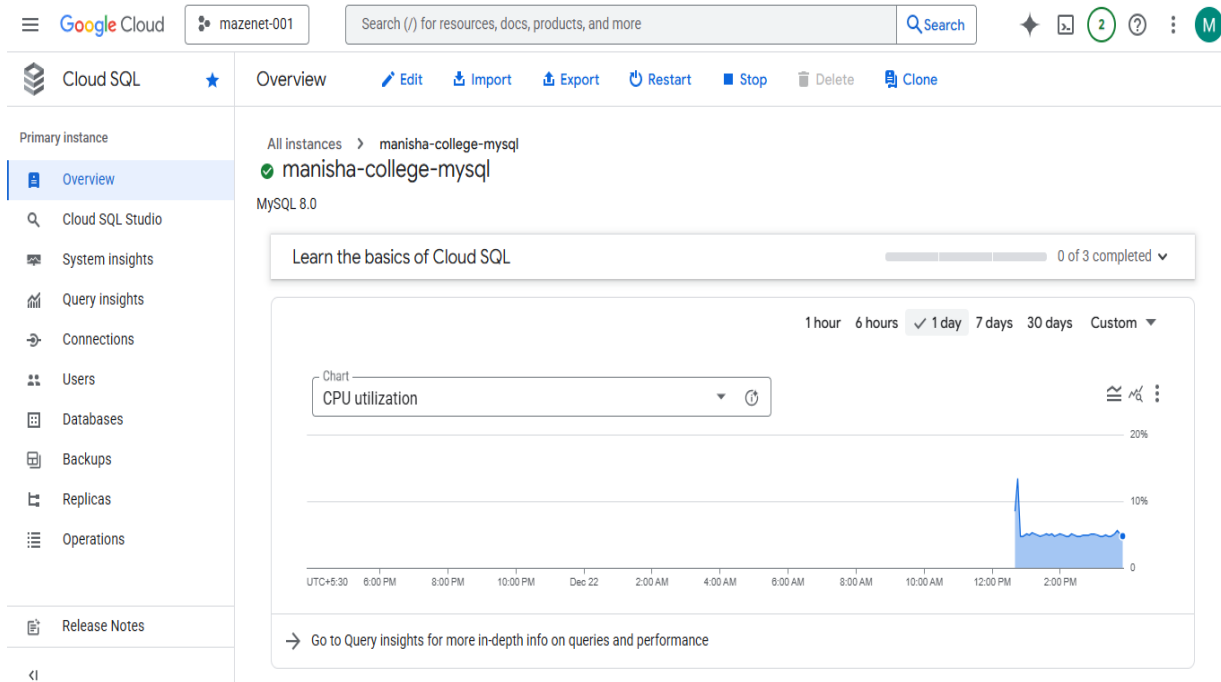 Google Cloud
mazenet-001
Search (/) for resources, docs, products, and more
Search
2
M
Cloud SQL
Overview
Edit
Import
Export
Restart
Stop
Delete
Clone
Primary instance
Overview
Cloud SQL Studio
System insights
Query insights
Connections
Users
Databases
Backups
Replicas
Operations
Release Notes
All instances > manisha-college-mysql
manisha-college-mysql
MySQL 8.0
Learn the basics of Cloud SQL
0 of 3 completed
1 hour 6 hours 1 day 7 days 30 days Custom
Chart
CPU utilization
20%
10%
0
UTC+5:30 6:00 PM 8:00 PM 10:00 PM Dec 22 2:00 AM 4:00 AM 6:00 AM 8:00 AM 10:00 AM 12:00 PM 2:00 PM
Go to Query insights for more in-depth info on queries and performance